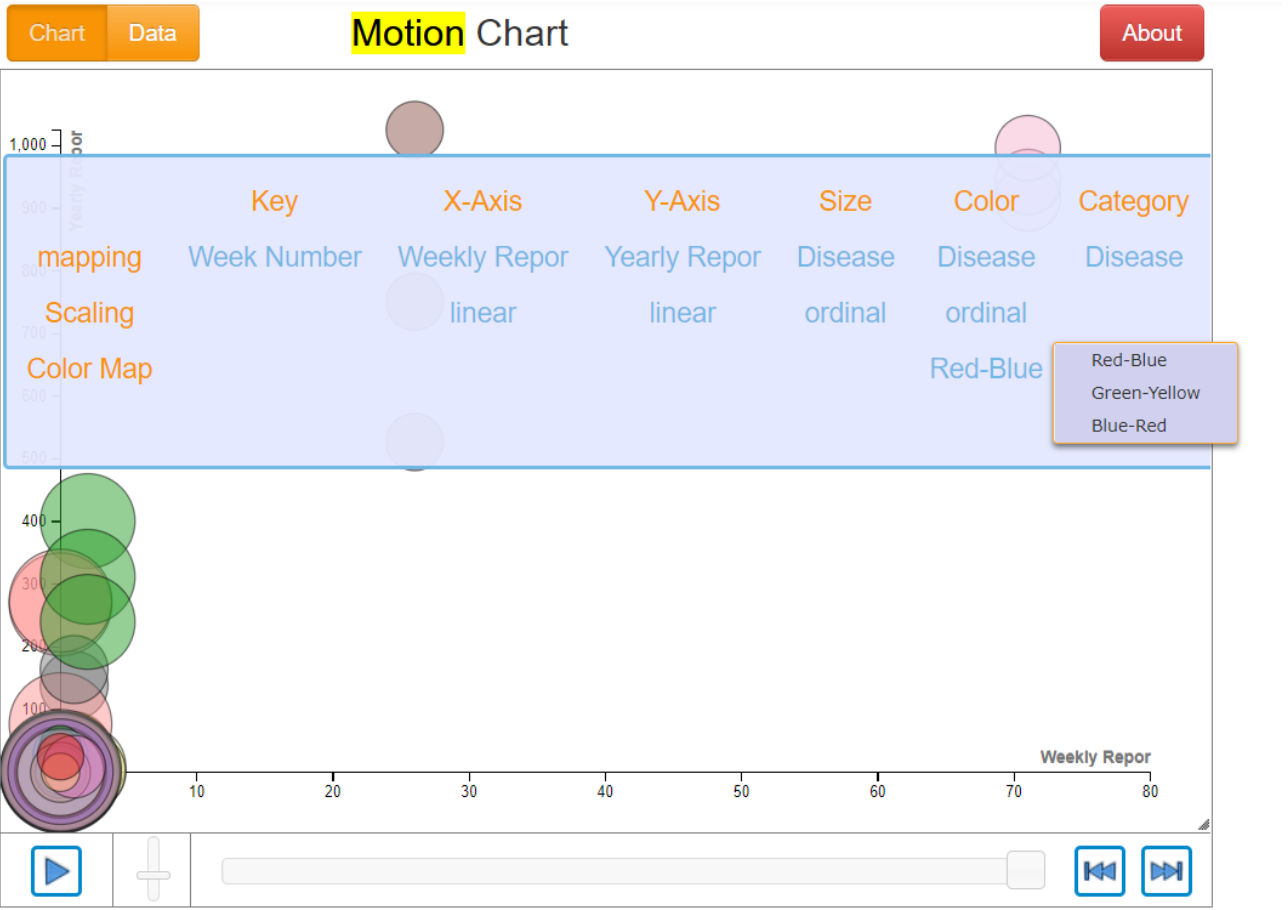 Chart Data Motion Chart About
1,000
Yearly Repor
Key X-Axis Y-Axis Size Color Category
900
mapping Week Number Weekly Repor Yearly Repor Disease Disease Disease
800
Scaling linear linear ordinal ordinal
700
Color Map Red-Blue
Red-Blue
Green-Yellow
Blue-Red
600
500
400
300
200
100
Weekly Repor
10 20 30 40 50 60 70 80